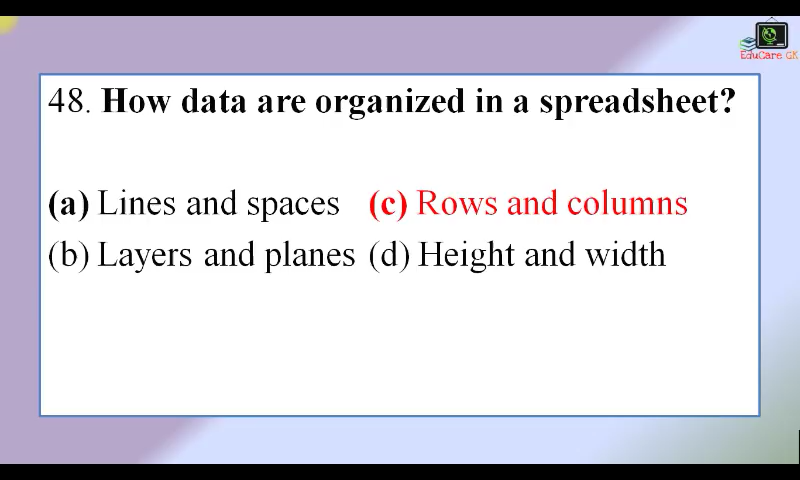 EduCare GK
48. How data are organized in a spreadsheet?
(a) Lines and spaces (c) Rows and columns
(b) Layers and planes (d) Height and width